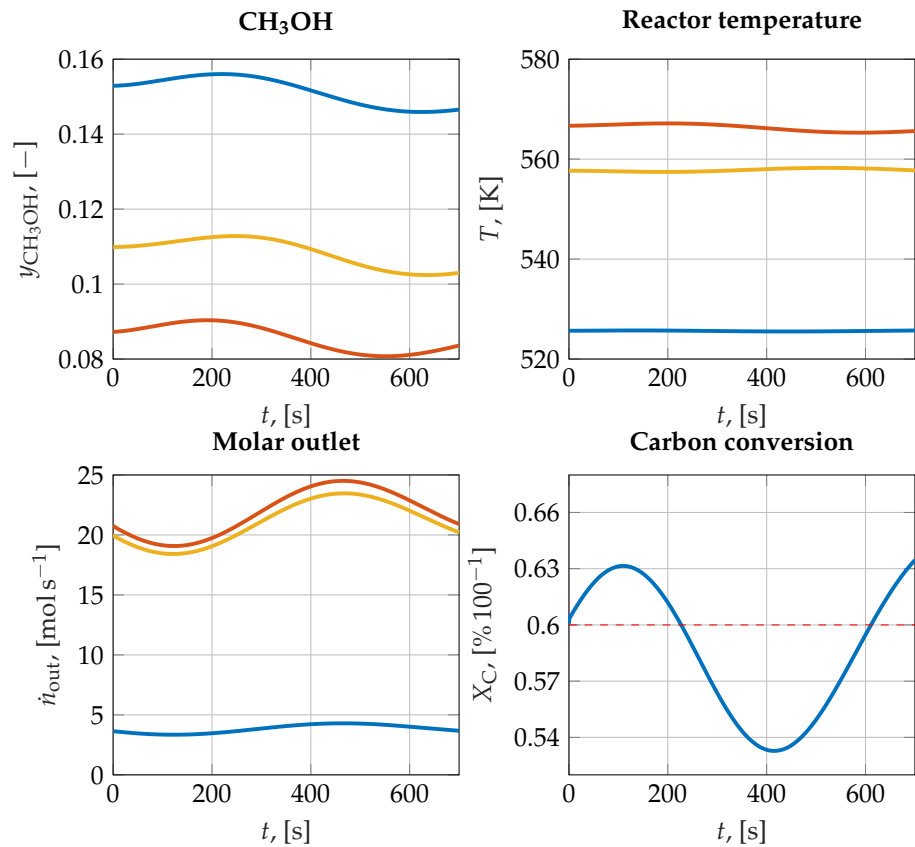 CH₃OH
0.16
0.14
0.12
0.1
0.08
y_CH₃OH, [−]
0 200 400 600
t, [s]
Reactor temperature
580
560
540
520
T, [K]
0 200 400 600
t, [s]
Molar outlet
25
20
15
10
5
0
ṅ_out, [mol s⁻¹]
0 200 400 600
t, [s]
Carbon conversion
0.66
0.63
0.6
0.57
0.54
X_C, [% 100⁻¹]
0 200 400 600
t, [s]